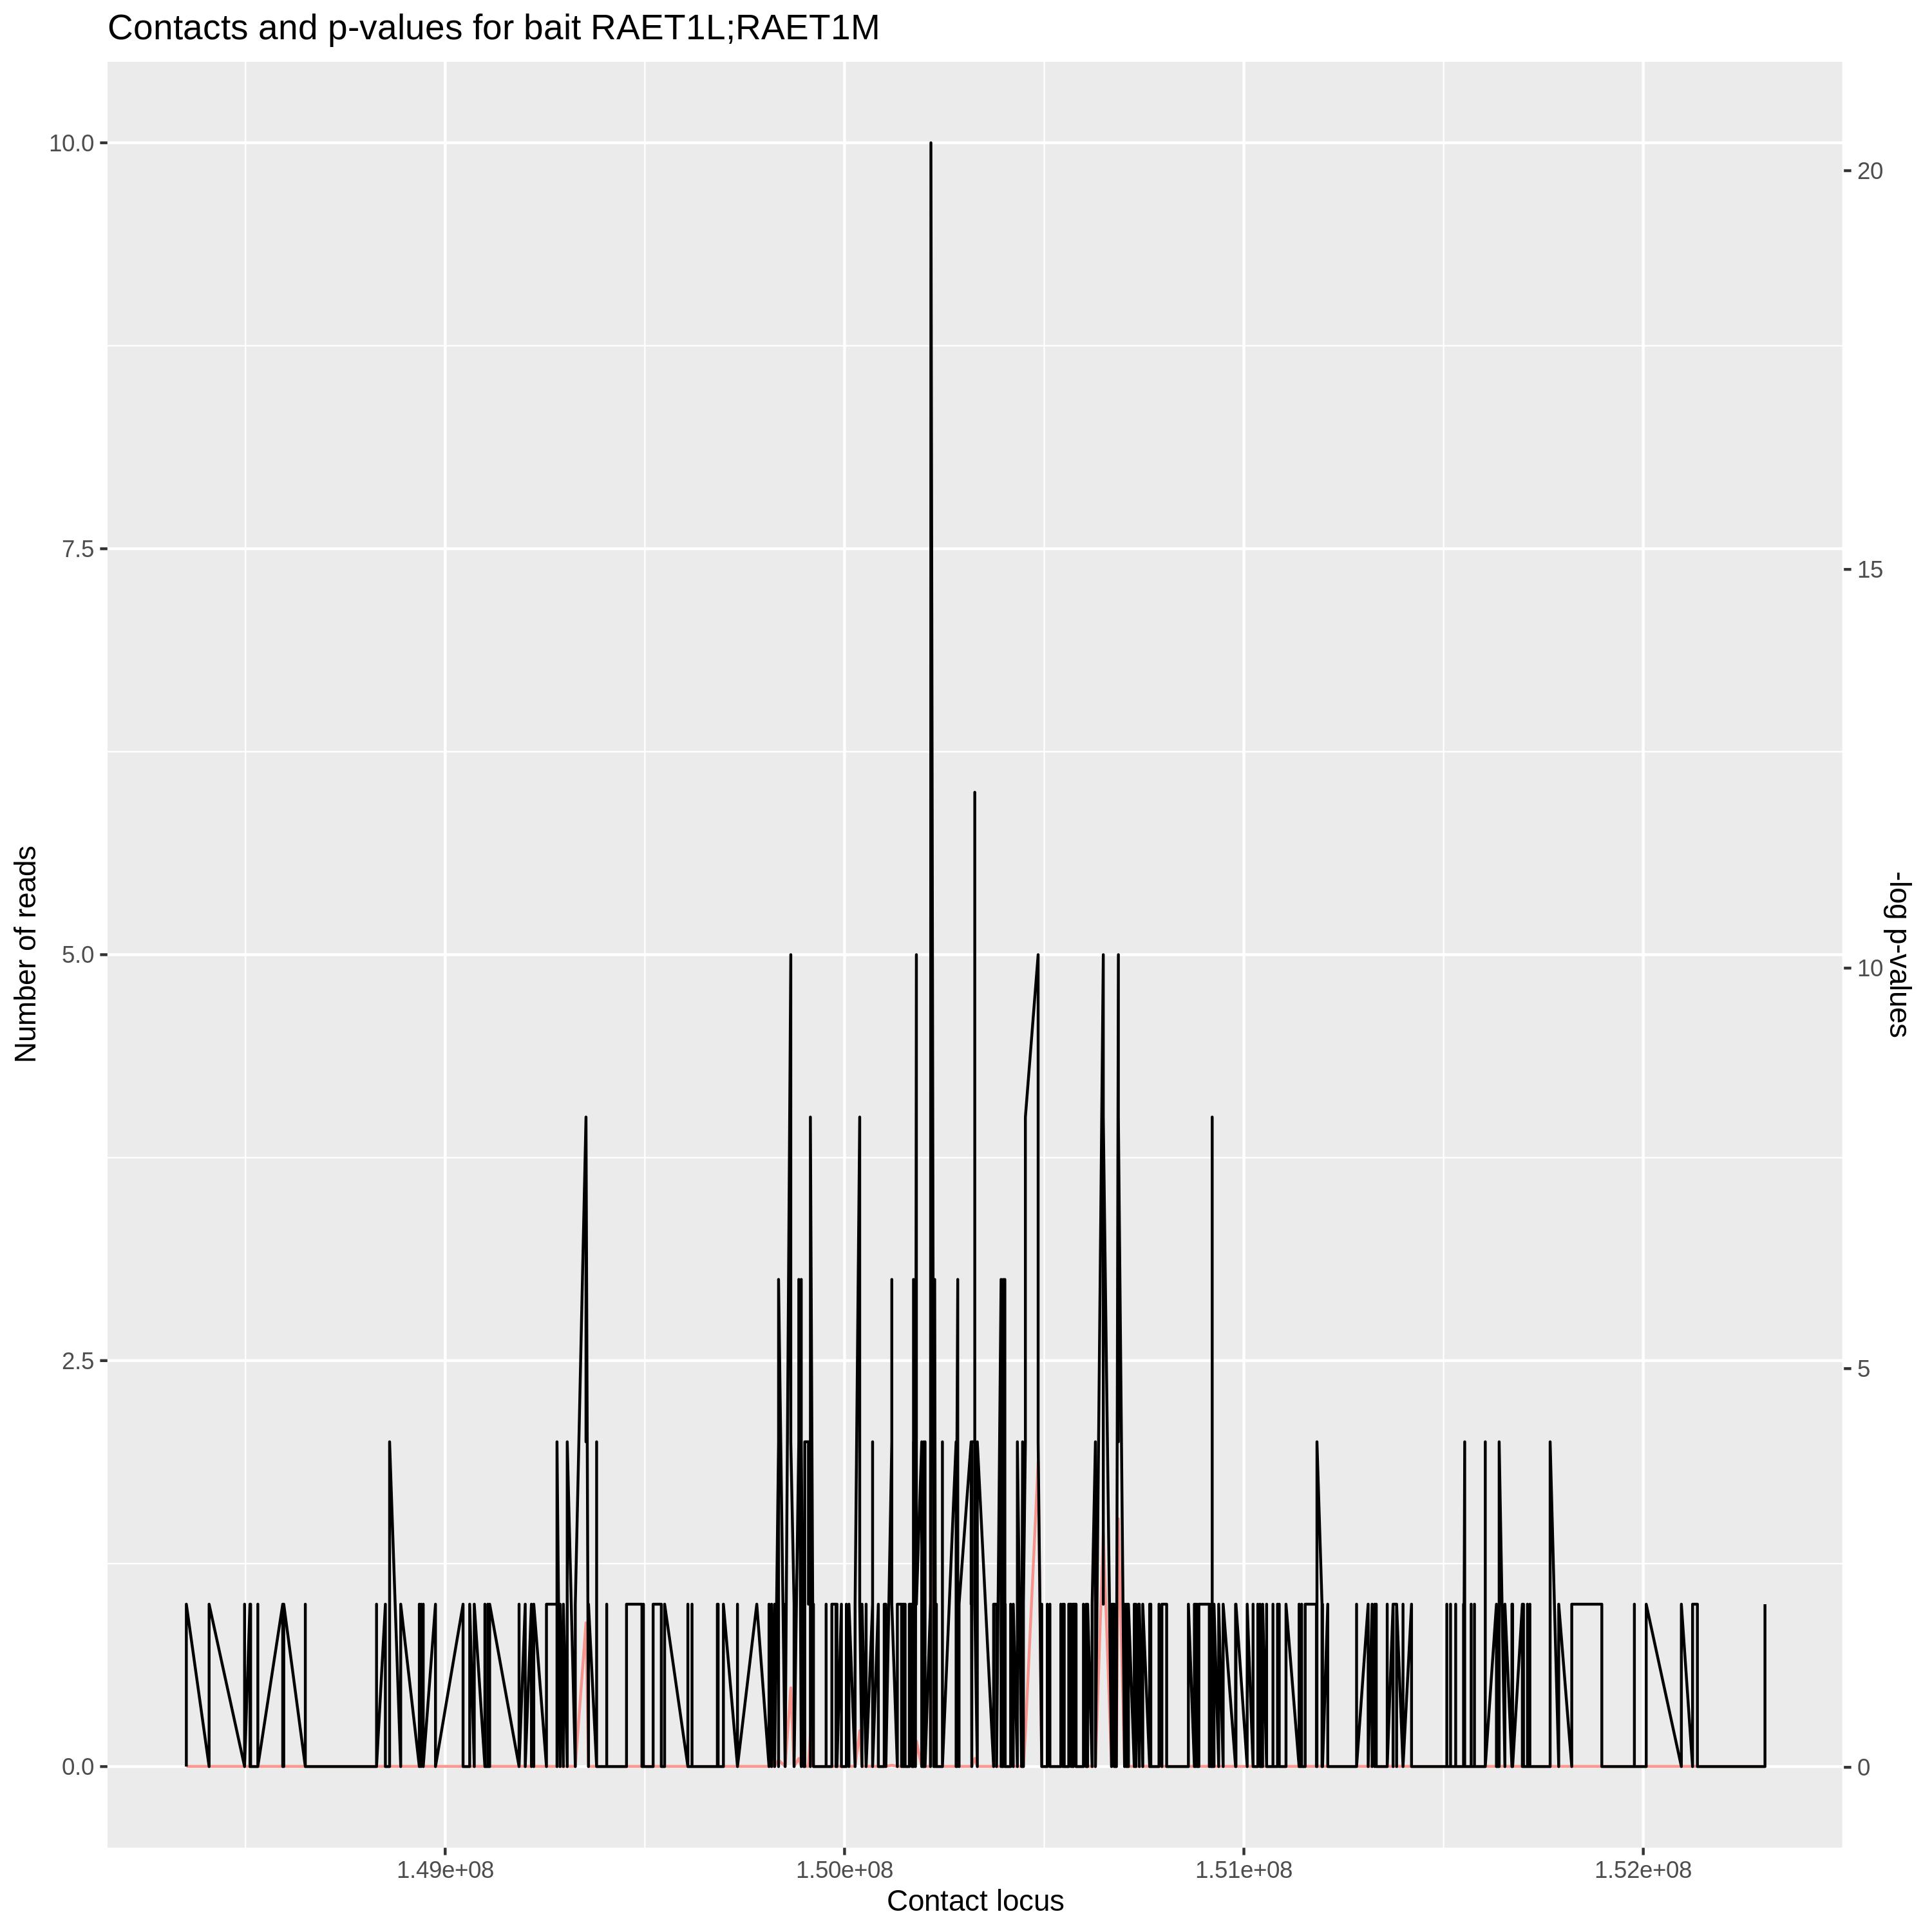 Contacts and p-values for bait RAET1L;RAET1M
10.0
7.5
5.0
2.5
0.0
Number of reads
20
15
10
5
0
-log p-values
1.49e+08
1.50e+08
1.51e+08
1.52e+08
Contact locus